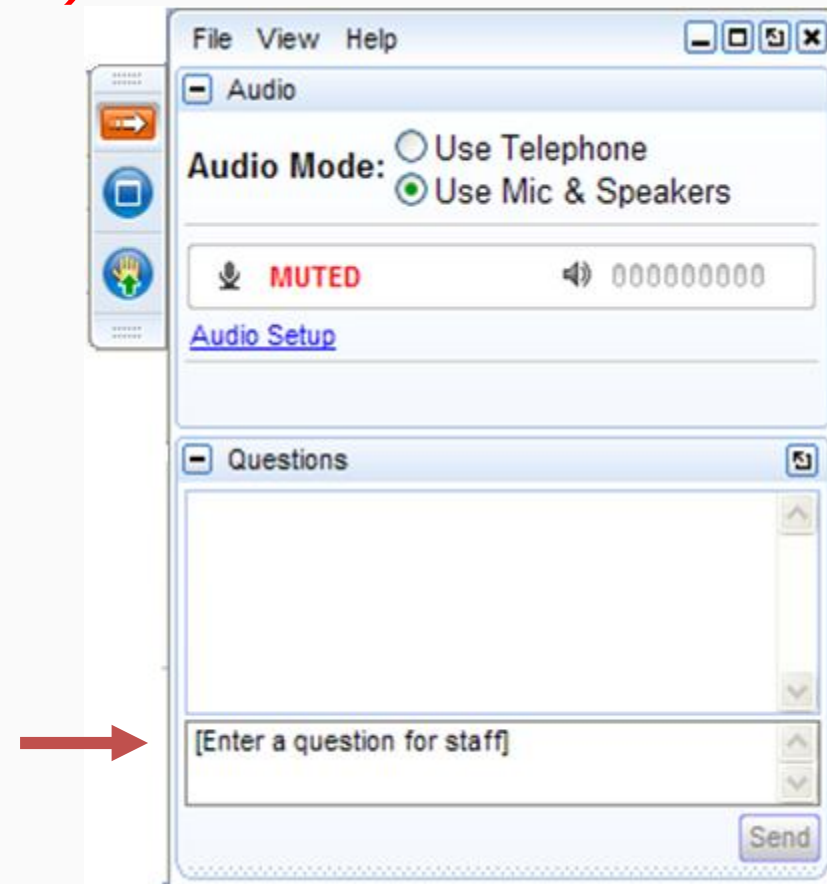 File View Help
Audio
Audio Mode:
Use Telephone
Use Mic & Speakers
MUTED
000000000
Audio Setup
Questions
[Enter a question for staff]
Send